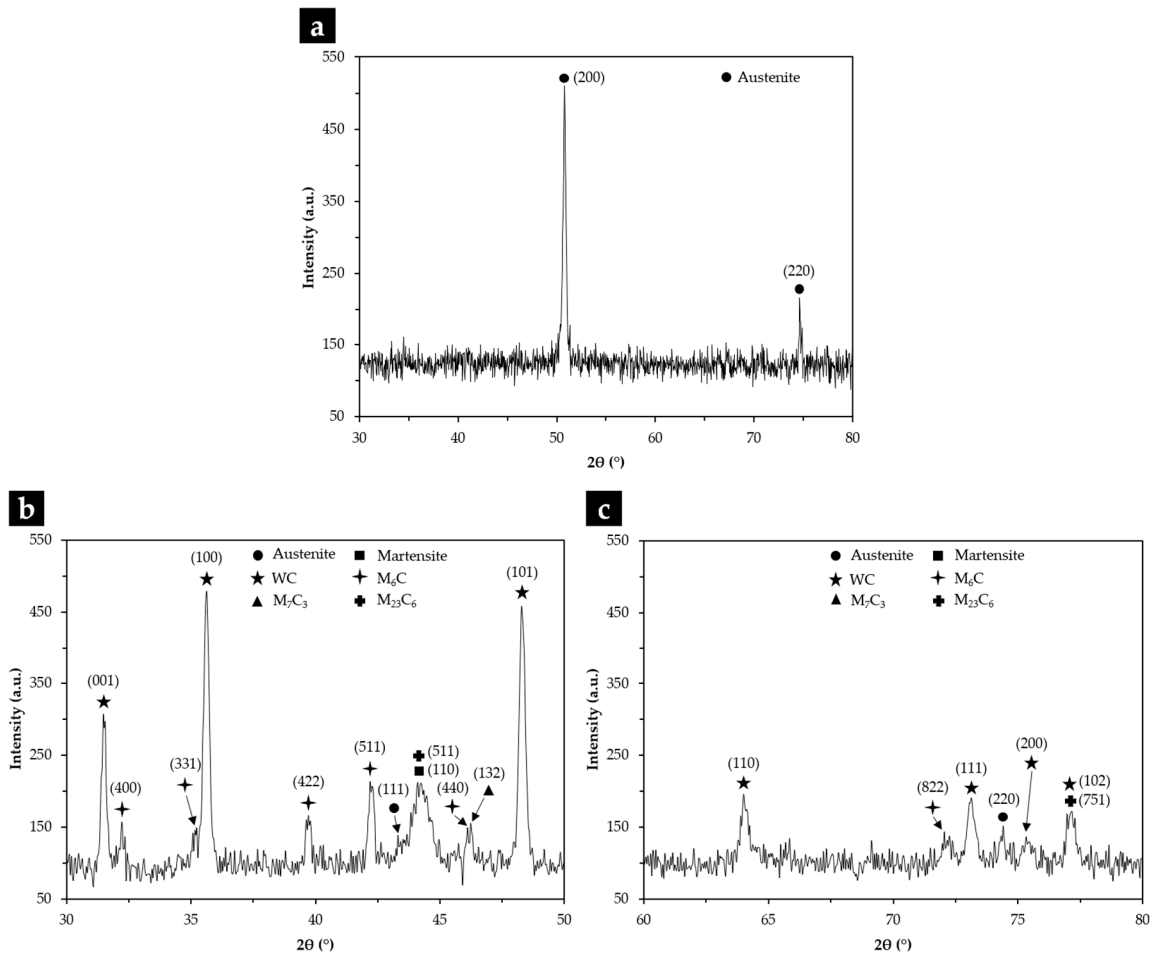 a
550
450
350
250
150
50
Intensity (a.u.)
(200)
Austenite
(220)
30 40 50 60 70 80
2θ (°)
b
550
450
350
250
150
50
Intensity (a.u.)
Austenite Martensite
WC M₆C
M₇C₃ M₂₃C₆
(001)
(400)
(331)
(100)
(422)
(511)
(111)
(511)
(110)
(440)
(132)
(101)
30 35 40 45 50
2θ (°)
c
550
450
350
250
150
50
Intensity (a.u.)
Austenite Martensite
WC M₆C
M₇C₃ M₂₃C₆
(110)
(822)
(111)
(220)
(200)
(102)
(751)
60 65 70 75 80
2θ (°)